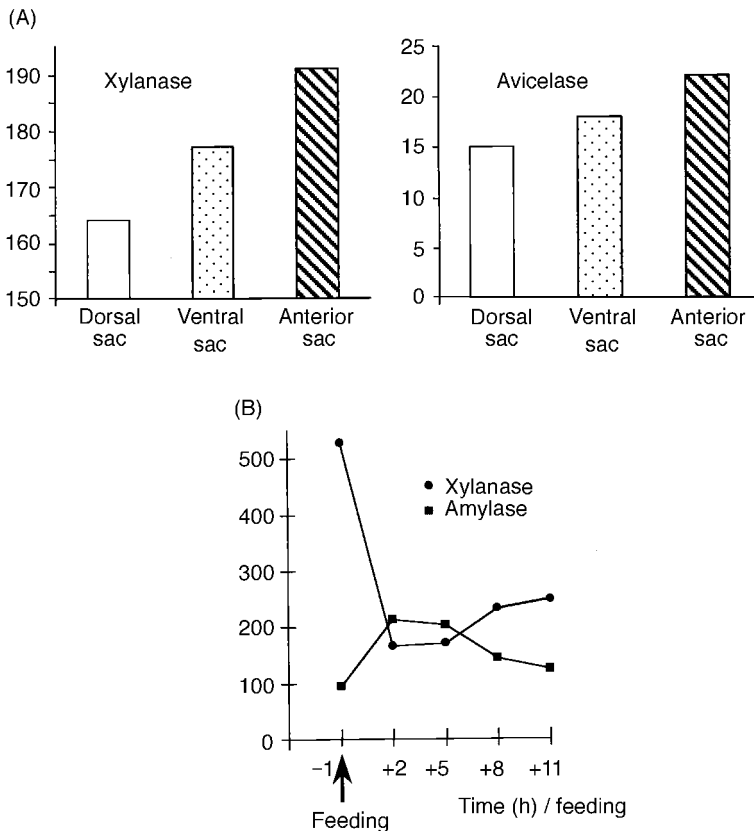 (A)
Xylanase
190
180
170
160
150
Dorsal sac
Ventral sac
Anterior sac
Avicelase
25
20
15
10
5
0
Dorsal sac
Ventral sac
Anterior sac
(B)
500
400
300
200
100
0
Xylanase
Amylase
−1
+2
+5
+8
+11
Feeding
Time (h) / feeding